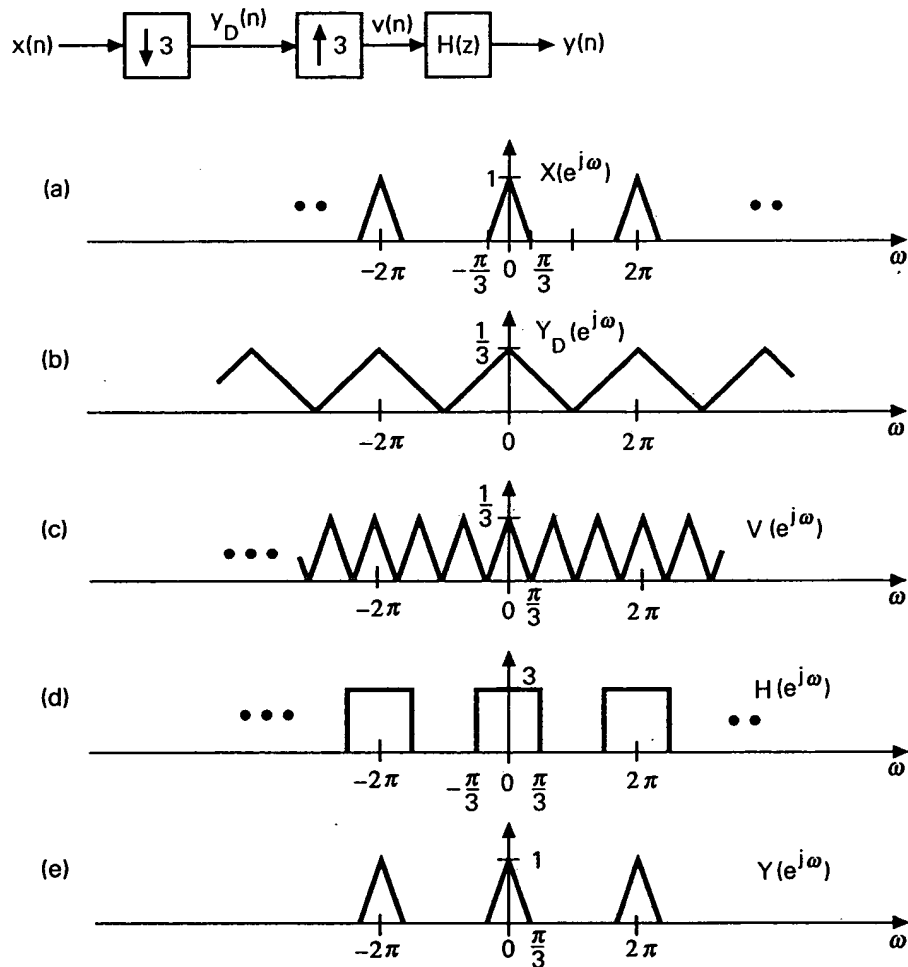 x(n) ↓ 3 y_D(n) ↑ 3 v(n) H(z) y(n)
(a) 1 X(e^{jω})
−2π −π/3 0 π/3 2π ω
(b) 1/3 Y_D(e^{jω})
−2π 0 2π ω
(c) 1/3 V(e^{jω})
−2π 0 π/3 2π ω
(d) 3 H(e^{jω})
−2π −π/3 0 π/3 2π ω
(e) 1 Y(e^{jω})
−2π 0 π/3 2π ω